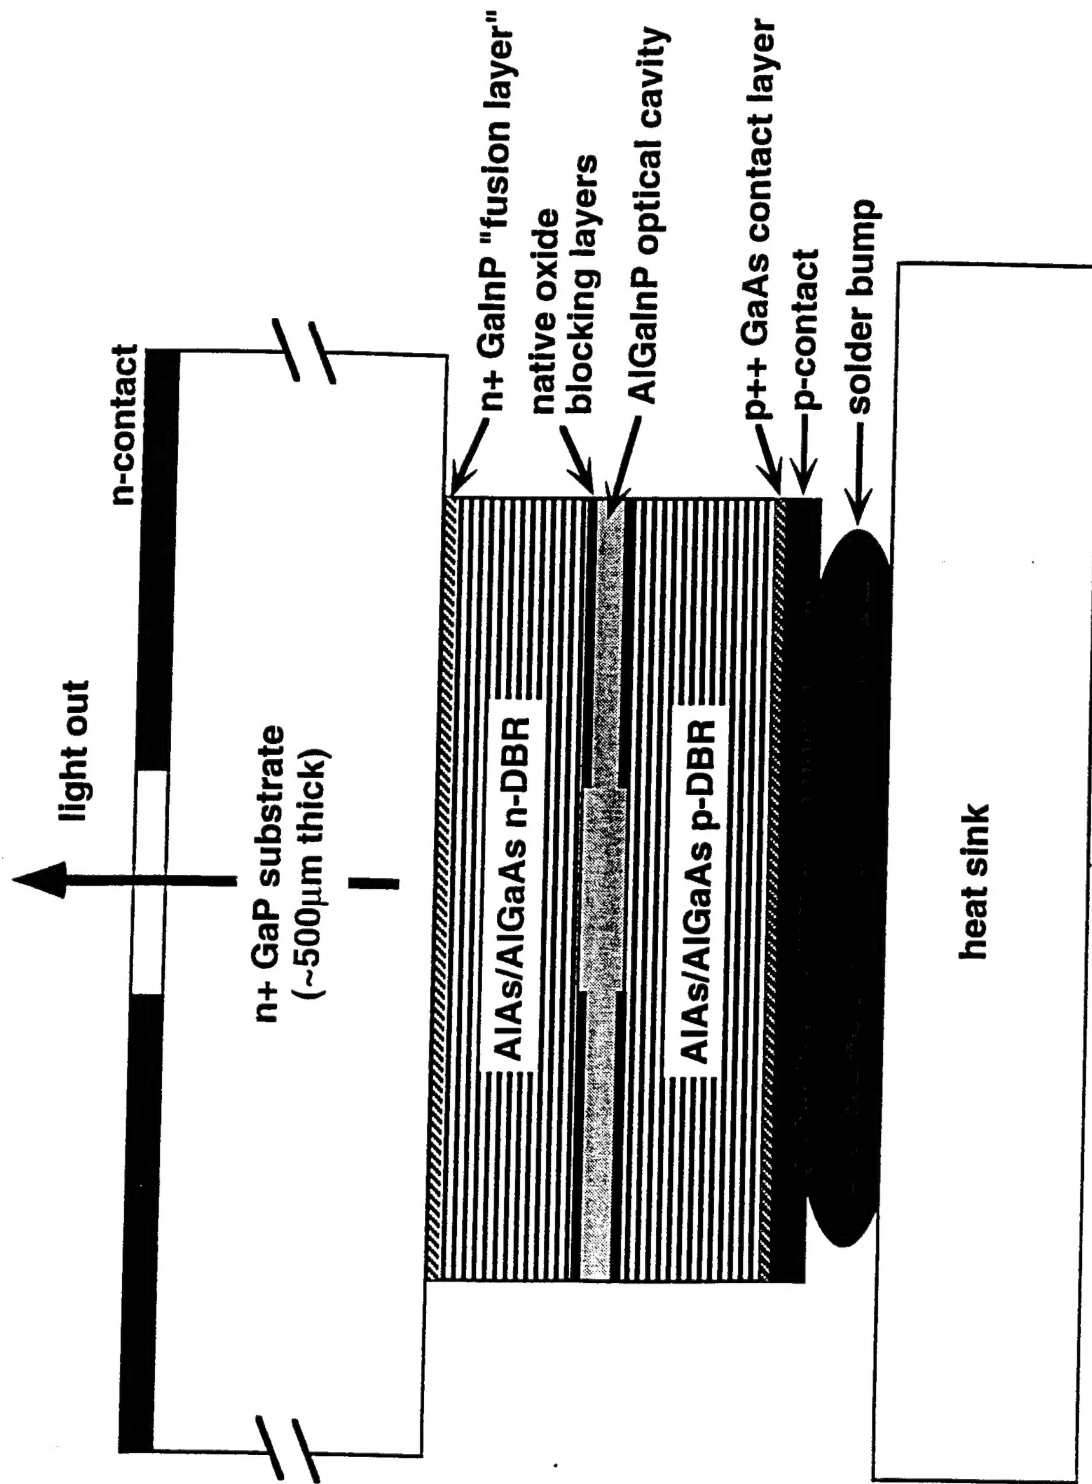 light out
n-contact
n+ GaP substrate
(~500μm thick)
n+ GaInP "fusion layer"
AlAs/AlGaAs n-DBR
native oxide
blocking layers
AlGaInP optical cavity
AlAs/AlGaAs p-DBR
p++ GaAs contact layer
p-contact
solder bump
heat sink